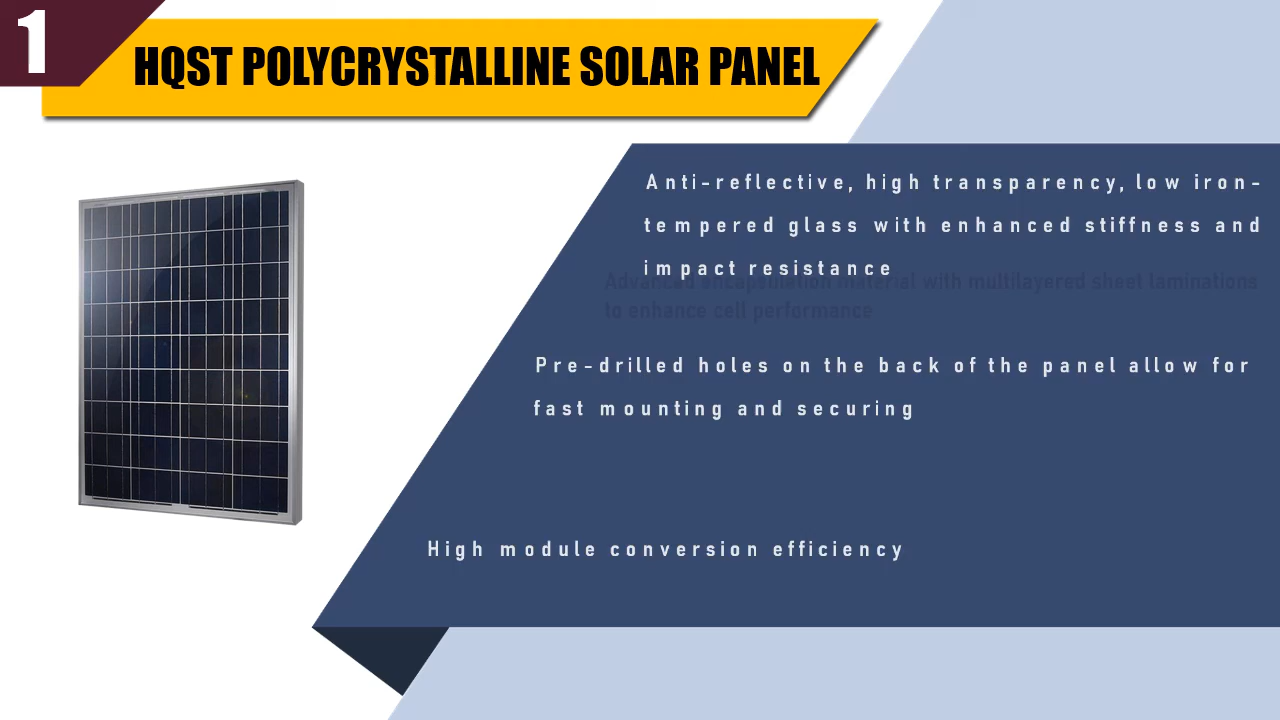 1
HQST POLYCRYSTALLINE SOLAR PANEL
Anti-reflective, high transparency, low iron-
tempered glass with enhanced stiffness and
impact resistance
Advanced encapsulation material with multilayered sheet laminations
to enhance cell performance
Pre-drilled holes on the back of the panel allow for
fast mounting and securing
High module conversion efficiency